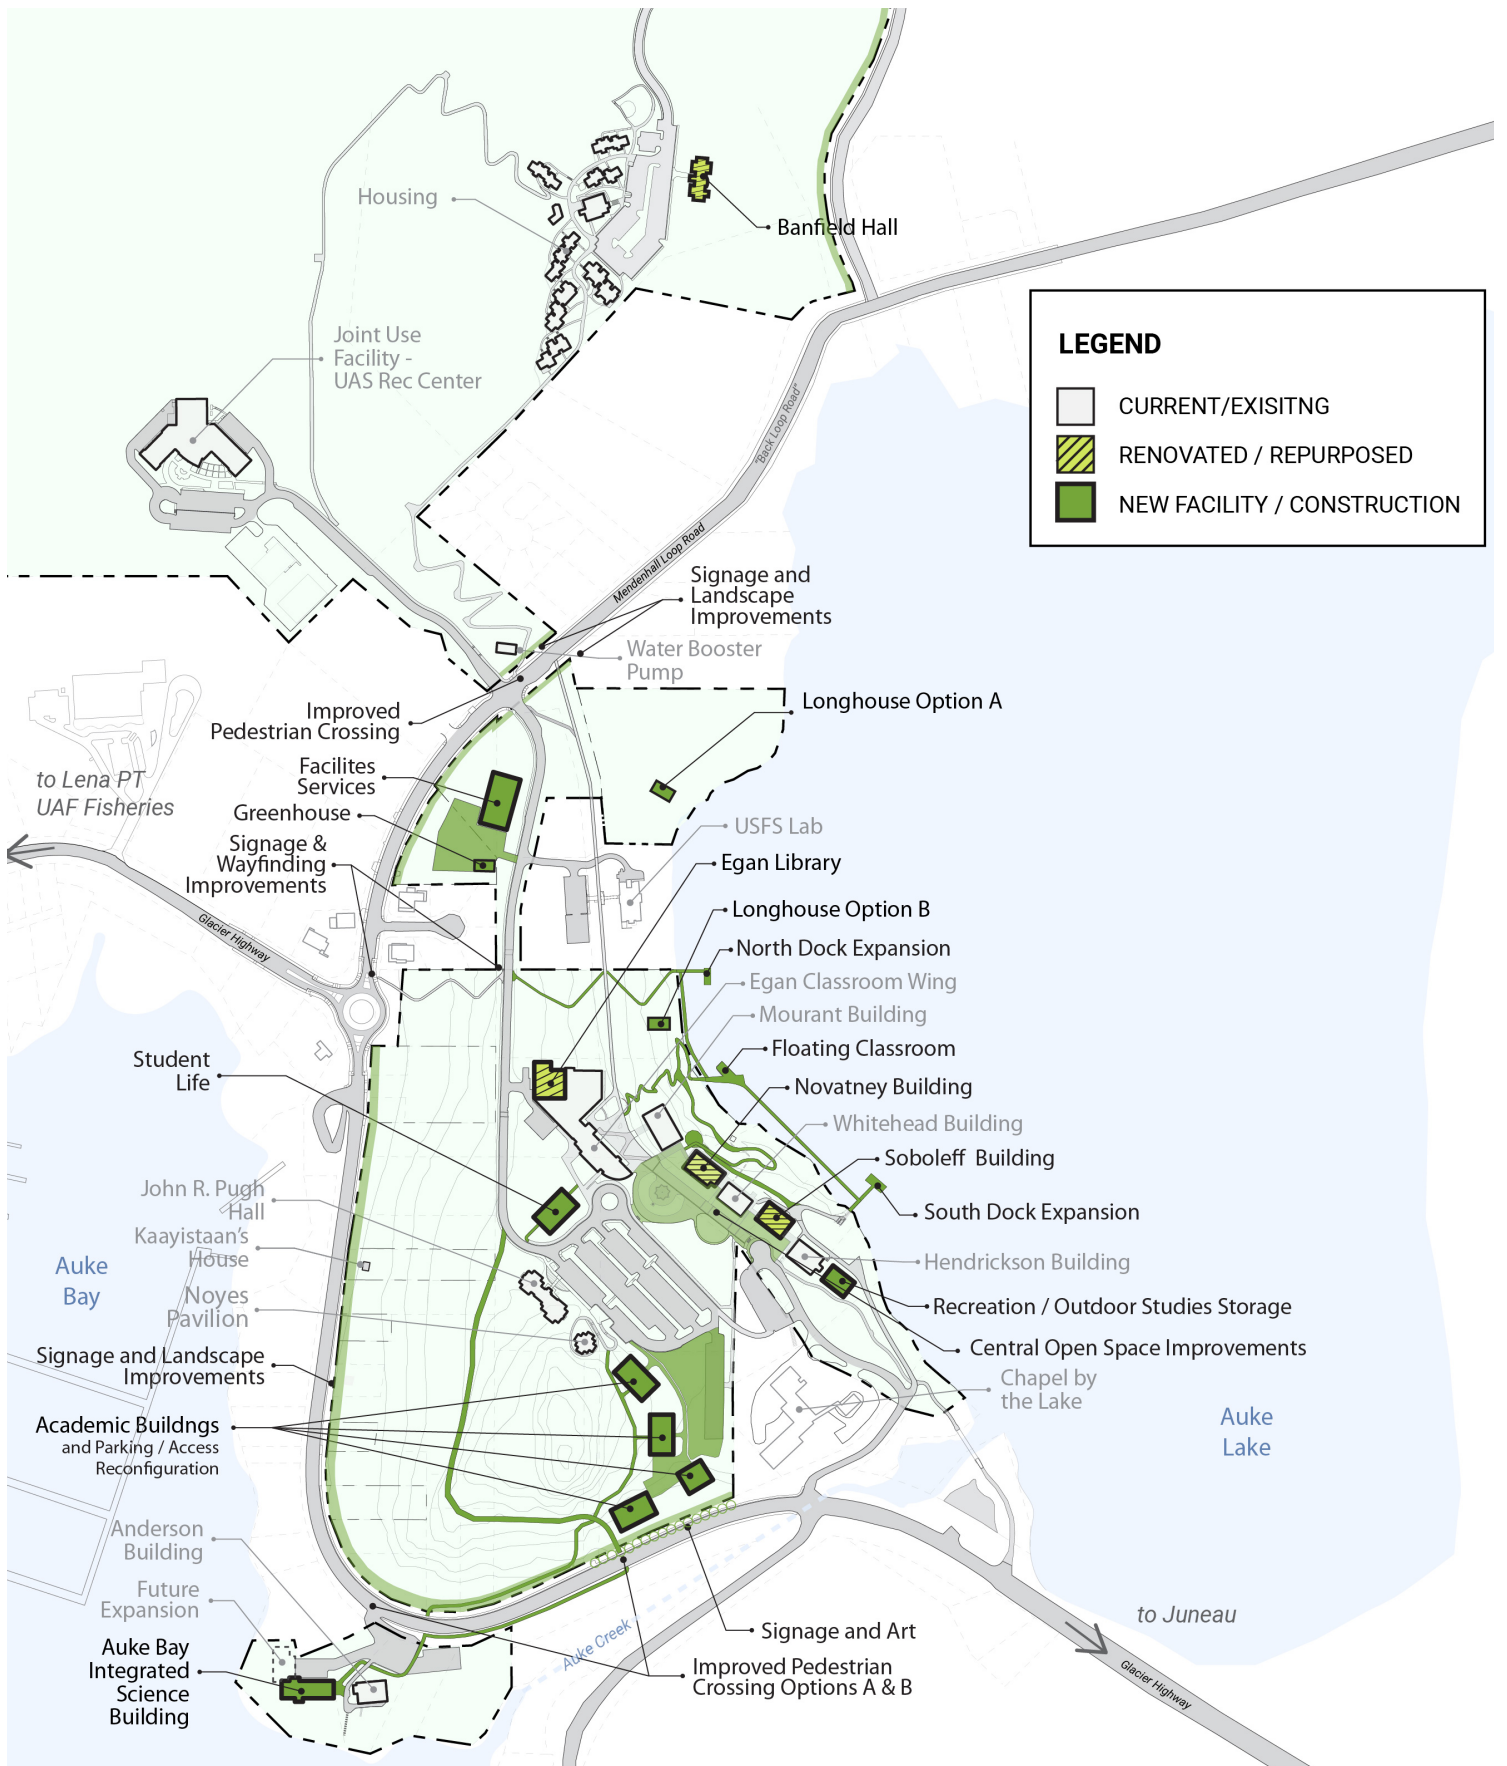 Housing
Banfield Hall
Joint Use
Facility -
UAS Rec Center
LEGEND
CURRENT/EXISITNG
RENOVATED / REPURPOSED
NEW FACILITY / CONSTRUCTION
"Back Loop Road"
Mendenhall Loop Road
Signage and
Landscape
Improvements
Water Booster
Pump
Improved
Pedestrian Crossing
Longhouse Option A
to Lena PT
UAF Fisheries
Facilites
Services
Greenhouse
Signage &
Wayfinding
Improvements
USFS Lab
Egan Library
Longhouse Option B
North Dock Expansion
Egan Classroom Wing
Mourant Building
Glacier Highway
Student
Life
Floating Classroom
Novatney Building
Whitehead Building
Soboleff Building
South Dock Expansion
Hendrickson Building
Recreation / Outdoor Studies Storage
Central Open Space Improvements
Chapel by
the Lake
John R. Pugh
Hall
Kaayistaan's
House
Auke
Bay
Noyes
Pavilion
Signage and Landscape
Improvements
Academic Buildngs
and Parking / Access
Reconfiguration
Auke
Lake
Anderson
Building
Future
Expansion
Auke Bay
Integrated
Science
Building
Auke Creek
Signage and Art
Improved Pedestrian
Crossing Options A & B
to Juneau
Glacier Highway